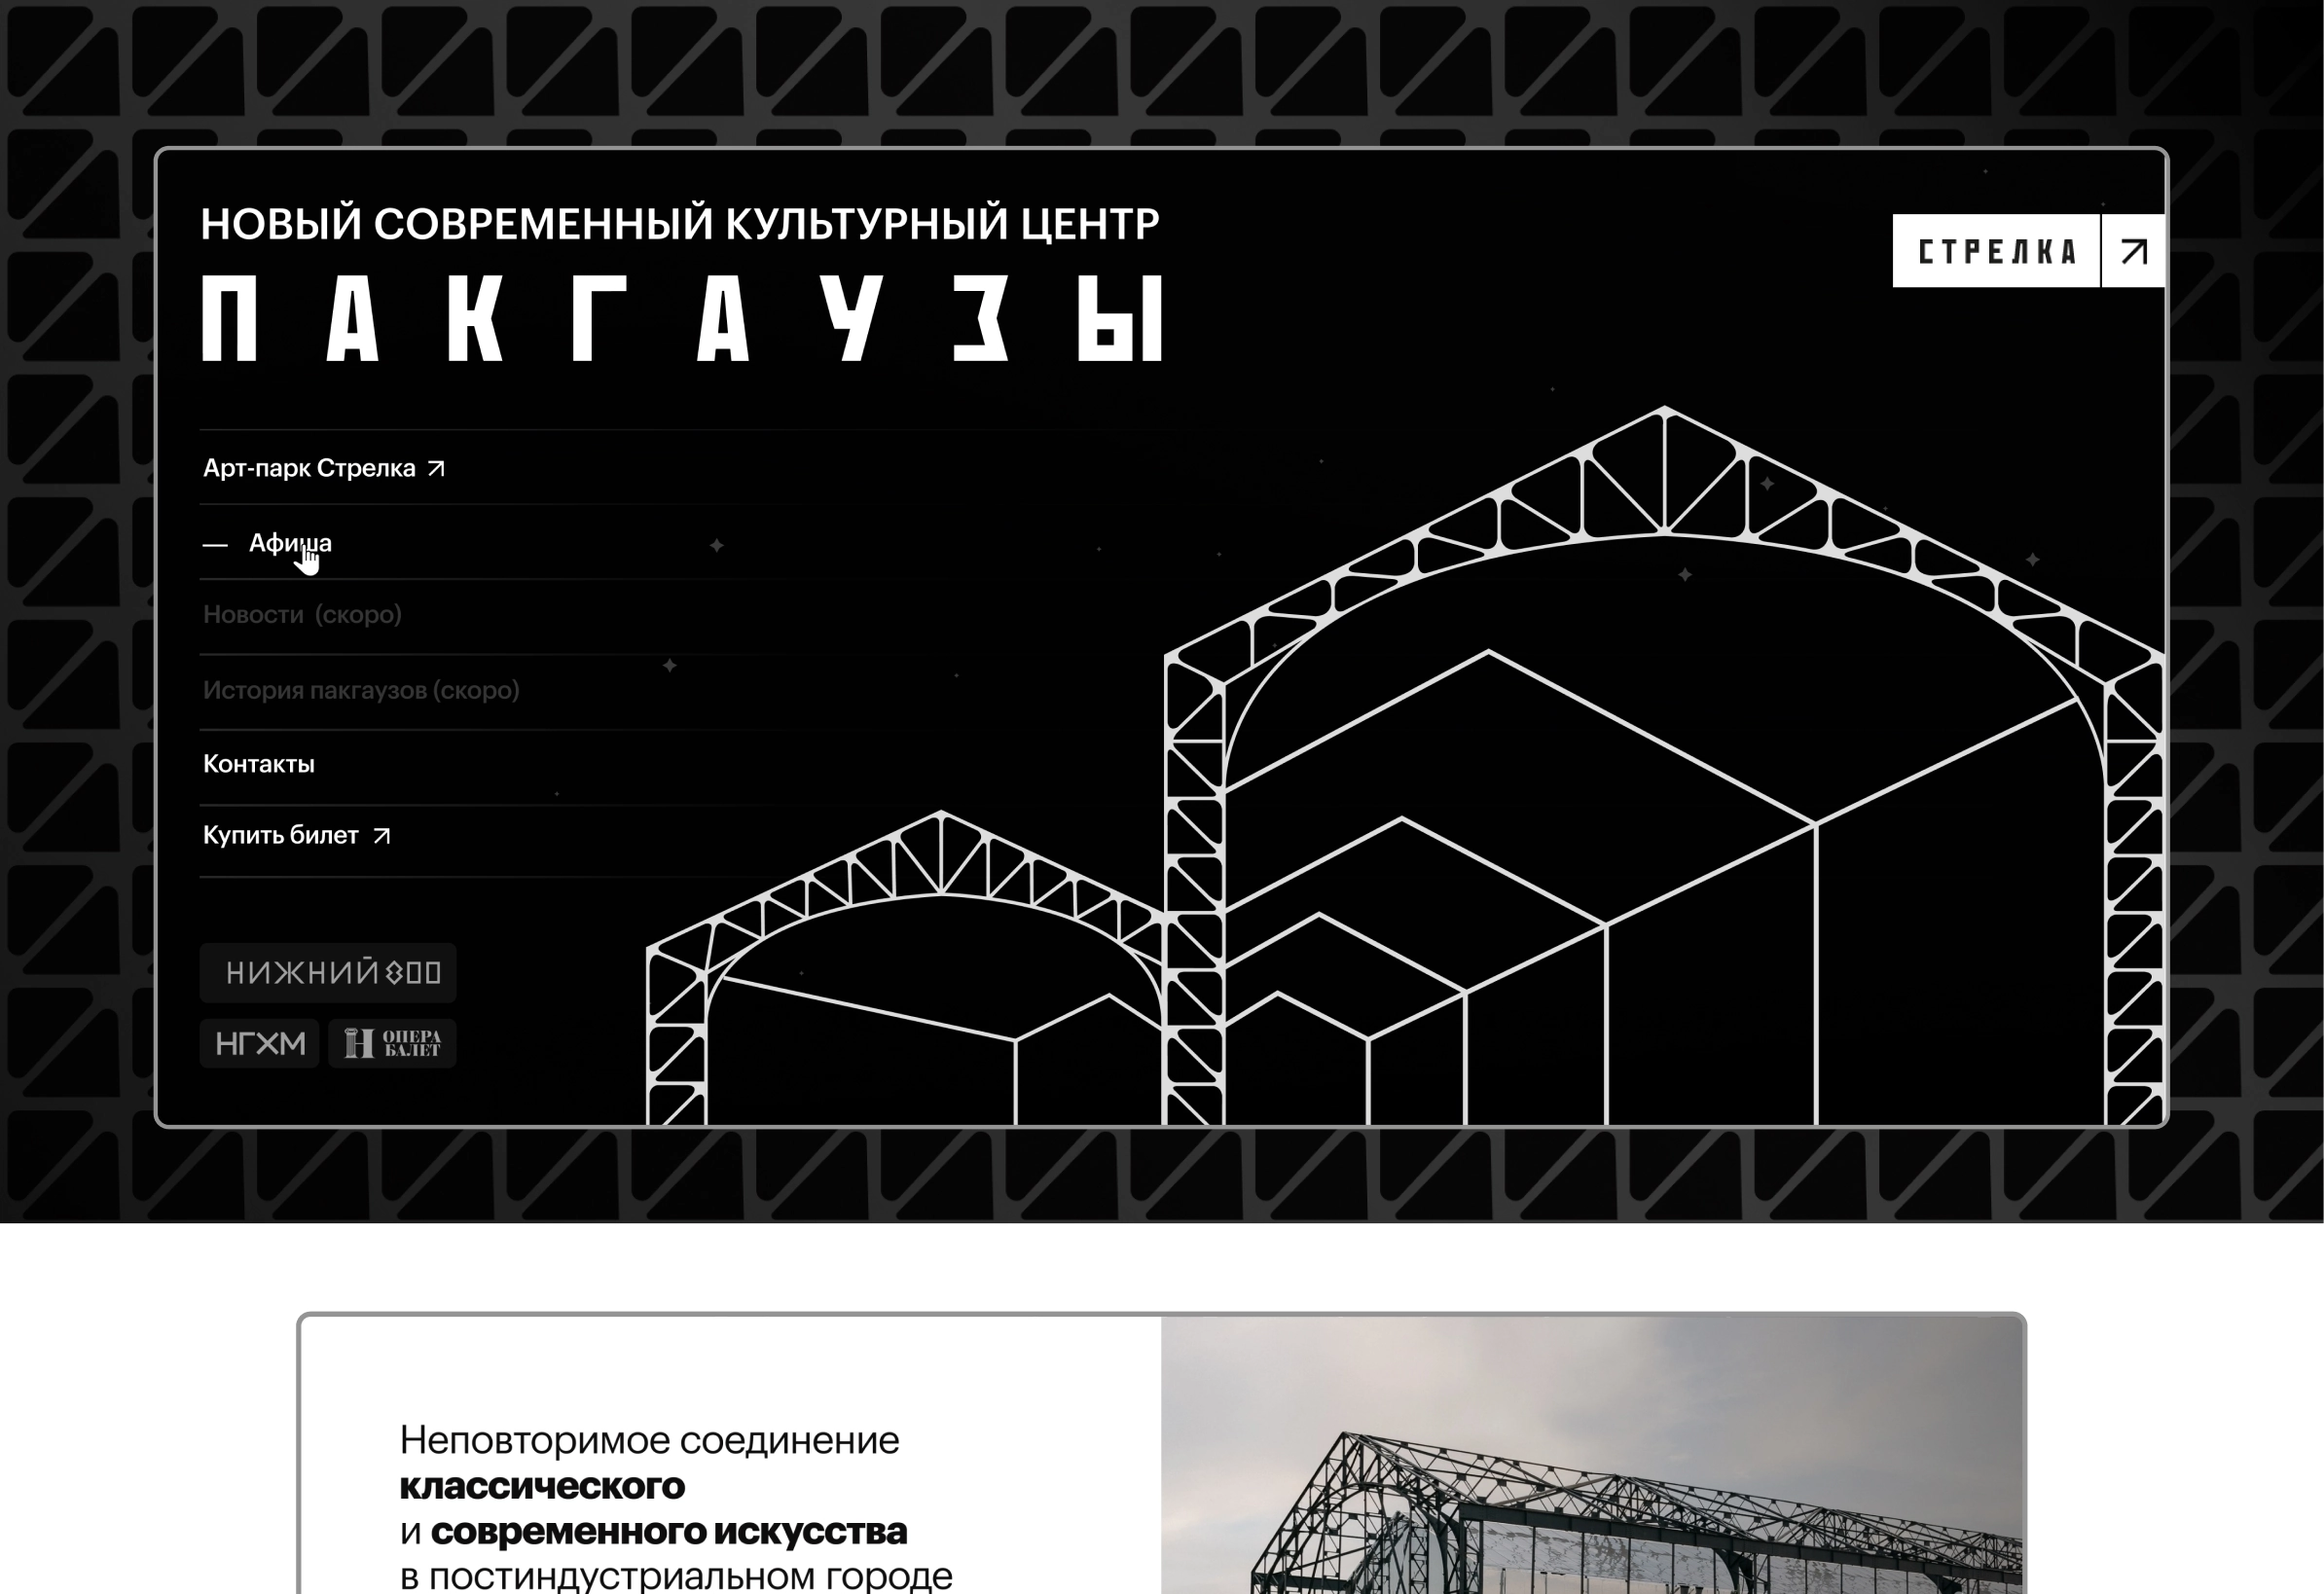 НОВЫЙ СОВРЕМЕННЫЙ КУЛЬТУРНЫЙ ЦЕНТР
ПАКГАУЗЫ
СТРЕЛКА
Арт-парк Стрелка
— Афиша
Новости (скоро)
История пакгаузов (скоро)
Контакты
Купить билет
НИЖНИЙ 800
НГХМ
ОПЕРА
БАЛЕТ
Неповторимое соединение
классического
и современного искусства
в постиндустриальном городе